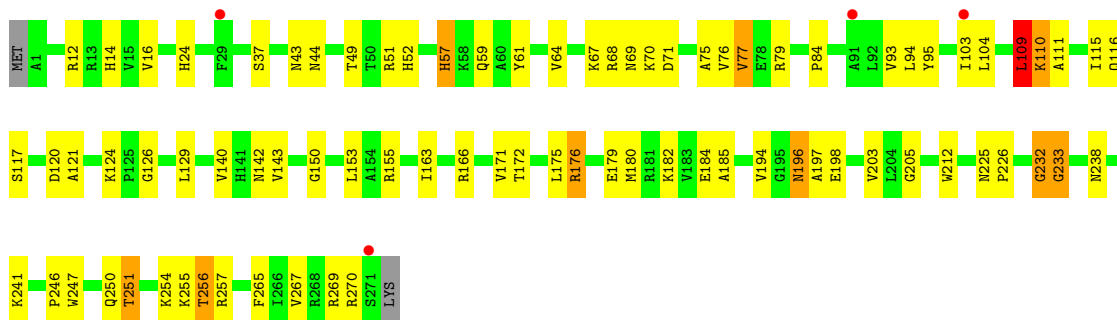 MET A1 R12 R13 H14 V15 V16 H24 F29 S37 N43 N44 T49 T50 R51 H52 H57 K58 Q59 A60 Y61 V64 K67 R68 N69 K70 D71 A75 V76 V77 E78 R79 P84 A91 L92 V93 L94 Y95 I103 L104 L109 K110 A111 I115 Q116
S117 D120 A121 K124 P125 G126 L129 V140 H141 N142 V143 G150 L153 A154 R155 I163 R166 V171 T172 L175 R176 E179 M180 R181 K182 V183 E184 A185 V194 G195 N196 A197 E198 V203 L204 G205 W212 N225 P226 G232 G233 N238
K241 P246 W247 Q250 T251 K254 K255 T256 R257 F265 I266 V267 R268 R269 R270 S271 LYS